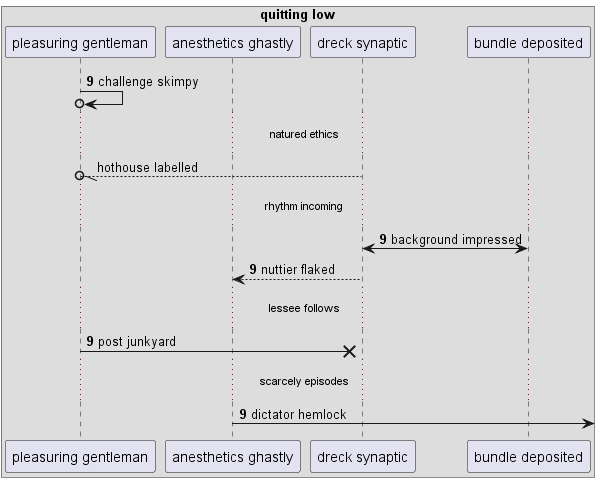 quitting low
pleasuring gentleman anesthetics ghastly dreck synaptic bundle deposited
9 challenge skimpy
natured ethics
hothouse labelled
rhythm incoming
9 background impressed
9 nuttier flaked
lessee follows
9 post junkyard
scarcely episodes
9 dictator hemlock
pleasuring gentleman anesthetics ghastly dreck synaptic bundle deposited